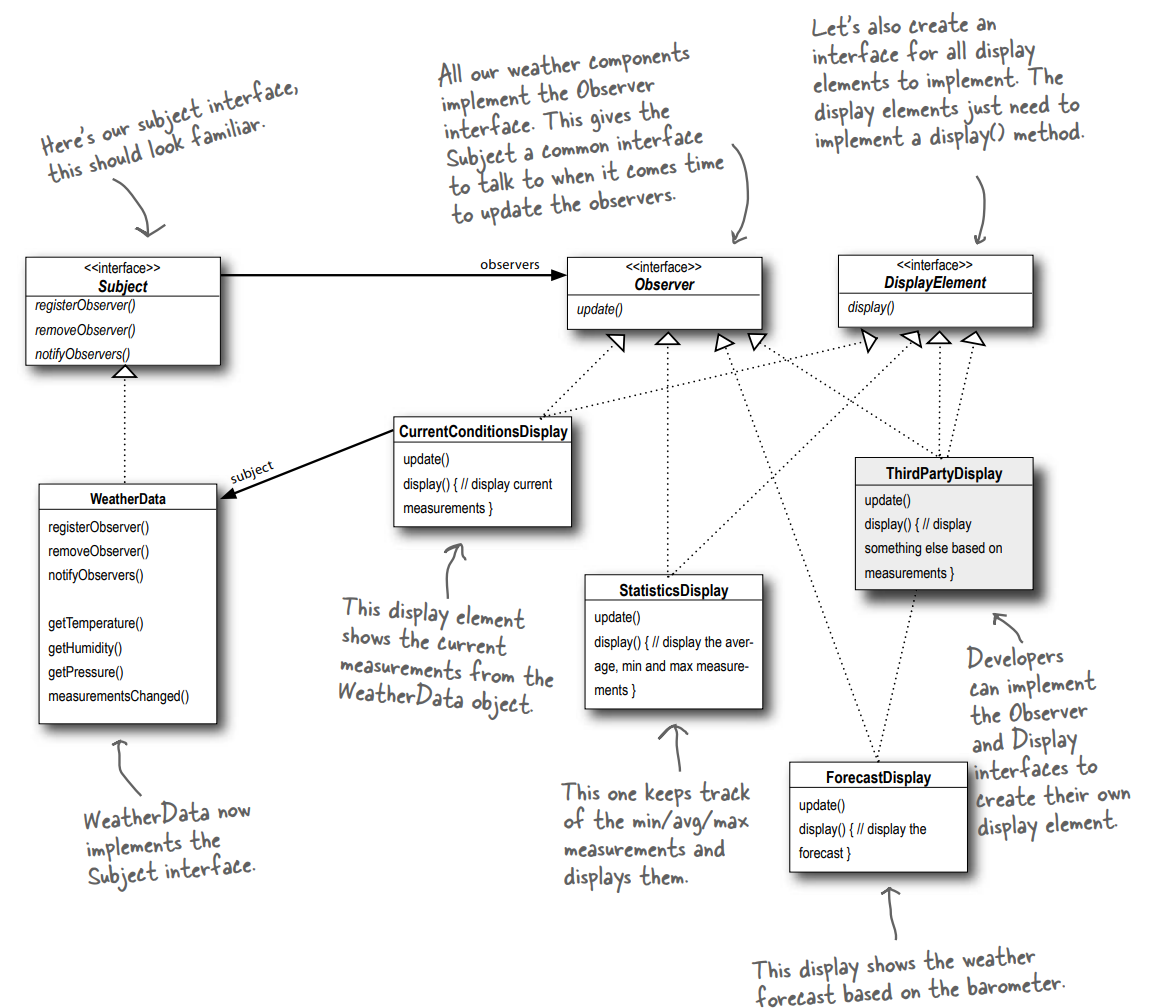 Here's our subject interface,
this should look familiar.
All our weather components
implement the Observer
interface. This gives the
Subject a common interface
to talk to when it comes time
to update the observers.
Let's also create an
interface for all display
elements to implement. The
display elements just need to
implement a display() method.
<<interface>>
Subject
registerObserver()
removeObserver()
notifyObservers()
observers
<<interface>>
Observer
update()
<<interface>>
DisplayElement
display()
subject
WeatherData
registerObserver()
removeObserver()
notifyObservers()
getTemperature()
getHumidity()
getPressure()
measurementsChanged()
CurrentConditionsDisplay
update()
display() { // display current
measurements }
StatisticsDisplay
update()
display() { // display the aver-
age, min and max measure-
ments }
ThirdPartyDisplay
update()
display() { // display
something else based on
measurements }
ForecastDisplay
update()
display() { // display the
forecast }
This display element
shows the current
measurements from the
WeatherData object.
Developers
can implement
the Observer
and Display
interfaces to
create their own
display element.
WeatherData now
implements the
Subject interface.
This one keeps track
of the min/avg/max
measurements and
displays them.
This display shows the weather
forecast based on the barometer.